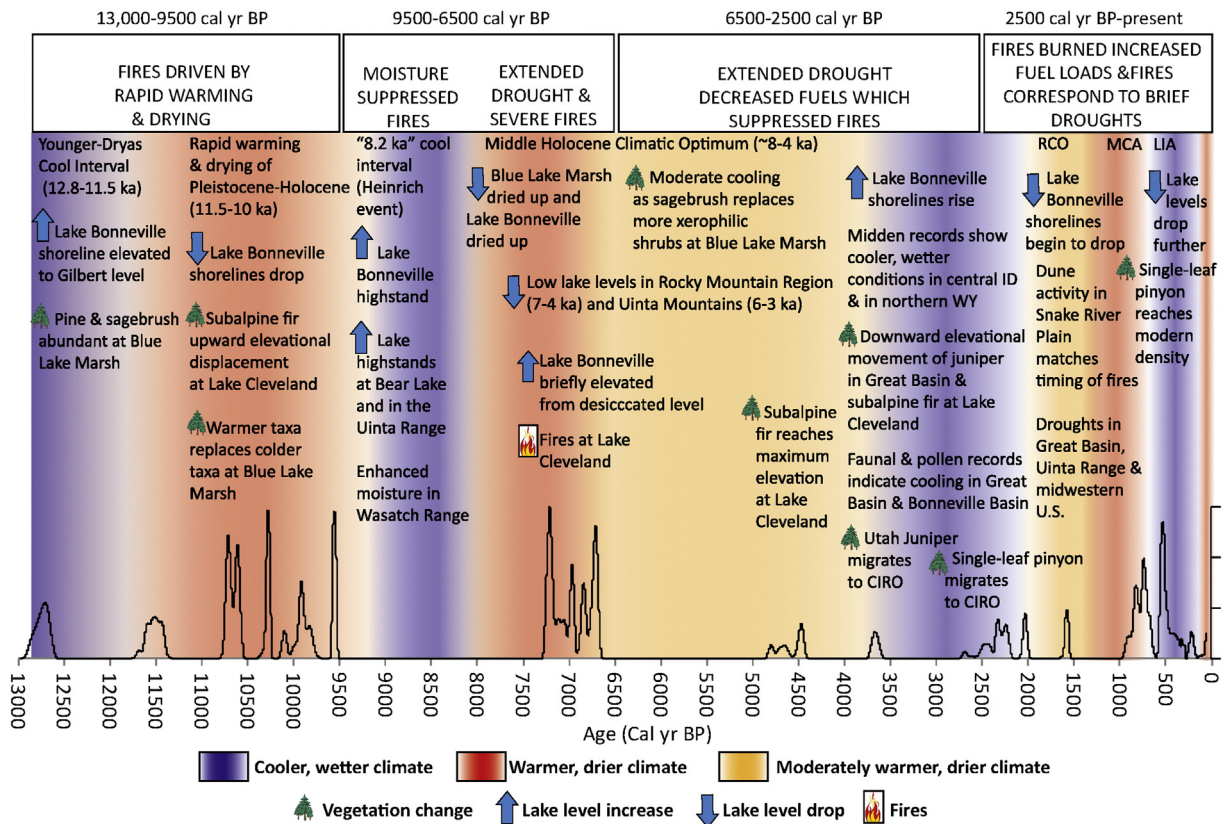 13,000-9500 cal yr BP
9500-6500 cal yr BP
6500-2500 cal yr BP
2500 cal yr BP-present
FIRES DRIVEN BY
RAPID WARMING
& DRYING
MOISTURE
SUPPRESSED
FIRES
EXTENDED
DROUGHT &
SEVERE FIRES
EXTENDED DROUGHT
DECREASED FUELS WHICH
SUPPRESSED FIRES
FIRES BURNED INCREASED
FUEL LOADS &FIRES
CORRESPOND TO BRIEF
DROUGHTS
Younger-Dryas
Cool Interval
(12.8-11.5 ka)
Lake Bonneville
shoreline elevated
to Gilbert level
Pine & sagebrush
abundant at Blue
Lake Marsh
Rapid warming
& drying of
Pleistocene-Holocene
(11.5-10 ka)
Lake Bonneville
shorelines drop
Subalpine fir
upward elevational
displacement
at Lake Cleveland
Warmer taxa
replaces colder
taxa at Blue Lake
Marsh
“8.2 ka” cool
interval
(Heinrich
event)
Lake
Bonneville
highstand
Lake
highstands
at Bear Lake
and in the
Uinta Range
Enhanced
moisture in
Wasatch Range
Middle Holocene Climatic Optimum (~8-4 ka)
Blue Lake Marsh
dried up and
Lake Bonneville
dried up
Moderate cooling
as sagebrush replaces
more xerophilic
shrubs at Blue Lake Marsh
Low lake levels in Rocky Mountain Region
(7-4 ka) and Uinta Mountains (6-3 ka)
Lake Bonneville
briefly elevated
from desicccated level
Fires at Lake
Cleveland
Subalpine
fir reaches
maximum
elevation
at Lake
Cleveland
Lake Bonneville
shorelines rise
Midden records show
cooler, wetter
conditions in central ID
& in northern WY
Downward elevational
movement of juniper
in Great Basin &
subalpine fir at Lake
Cleveland
Faunal & pollen records
indicate cooling in Great
Basin & Bonneville Basin
Utah Juniper
migrates
to CIRO
Single-leaf pinyon
migrates
to CIRO
RCO
MCA
LIA
Lake
Bonneville
shorelines
begin to drop
Dune
activity in
Snake River
Plain
matches
timing of fires
Droughts in
Great Basin,
Uinta Range &
midwestern
U.S.
Lake
levels
drop
further
Single-leaf
pinyon
reaches
modern
density
13000
12500
12000
11500
11000
10500
10000
9500
9000
8500
8000
7500
7000
6500
6000
5500
5000
4500
4000
3500
3000
2500
2000
1500
1000
500
0
Age (Cal yr BP)
Cooler, wetter climate
Warmer, drier climate
Moderately warmer, drier climate
Vegetation change
Lake level increase
Lake level drop
Fires